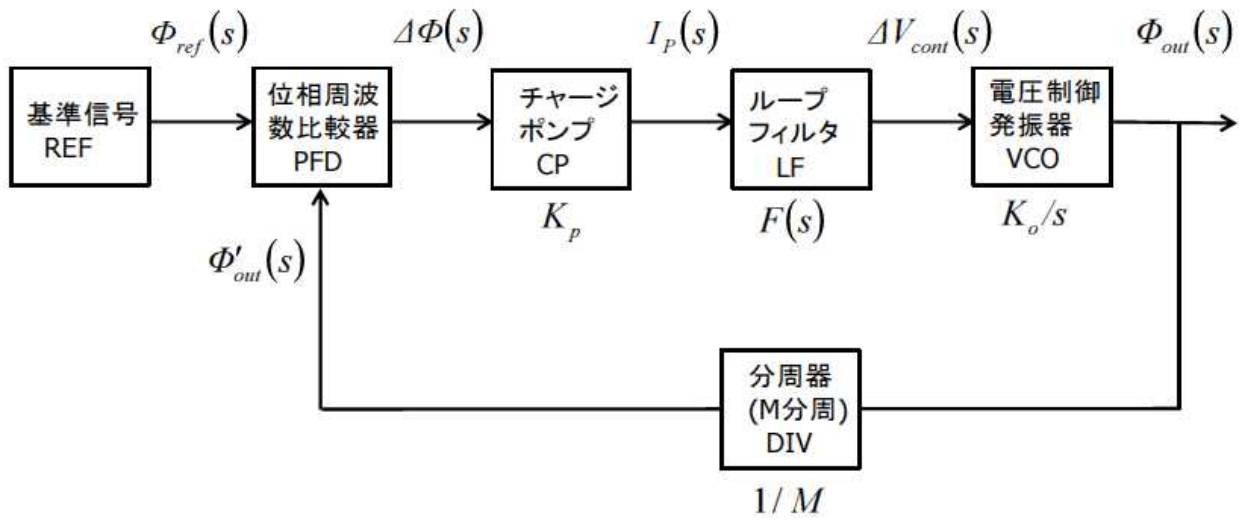 Φref(s)
ΔΦ(s)
IP(s)
ΔVcont(s)
Φout(s)
基準信号
REF
位相周波
数比較器
PFD
チャージ
ポンプ
CP
ループ
フィルタ
LF
電圧制御
発振器
VCO
Kp
F(s)
Ko/s
Φ′out(s)
分周器
(M分周)
DIV
1/M